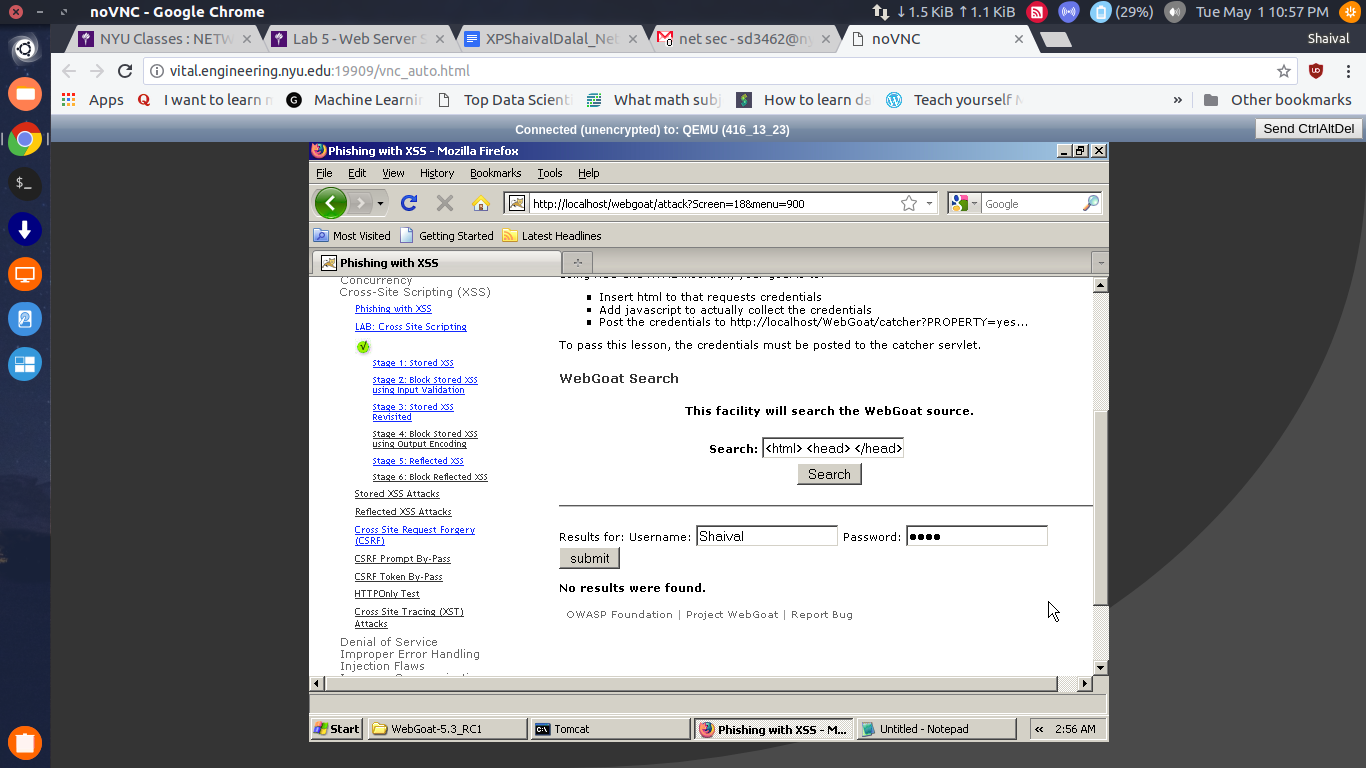 noVNC - Google Chrome
↓1.5 KiB ↑1.1 KiB (29%) Tue May 1 10:57 PM
NYU Classes : NETW
Lab 5 - Web Server S
XPShaivalDalal_Net
net sec - sd3462@ny
noVNC
Shaival
vital.engineering.nyu.edu:19909/vnc_auto.html
Apps
I want to learn
Machine Learnin
Top Data Scienti
What math subj
How to learn da
Teach yourself
»
Other bookmarks
Connected (unencrypted) to: QEMU (416_13_23)
Send CtrlAltDel
Phishing with XSS - Mozilla Firefox
File Edit View History Bookmarks Tools Help
http://localhost/webgoat/attack?Screen=18&menu=900
Google
Most Visited Getting Started Latest Headlines
Phishing with XSS
Concurrency
Cross-Site Scripting (XSS)
Phishing with XSS
LAB: Cross Site Scripting
Stage 1: Stored XSS
Stage 2: Block Stored XSS
using Input Validation
Stage 3: Stored XSS
Revisited
Stage 4: Block Stored XSS
using Output Encoding
Stage 5: Reflected XSS
Stage 6: Block Reflected XSS
Stored XSS Attacks
Reflected XSS Attacks
Cross Site Request Forgery
(CSRF)
CSRF Prompt By-Pass
CSRF Token By-Pass
HTTPOnly Test
Cross Site Tracing (XST)
Attacks
Denial of Service
Improper Error Handling
Injection Flaws
Insert html to that requests credentials
Add javascript to actually collect the credentials
Post the credentials to http://localhost/WebGoat/catcher?PROPERTY=yes...
To pass this lesson, the credentials must be posted to the catcher servlet.
WebGoat Search
This facility will search the WebGoat source.
Search: <html> <head> </head>
Search
Results for: Username: Shaival Password: ●●●●
submit
No results were found.
OWASP Foundation | Project WebGoat | Report Bug
Start
WebGoat-5.3_RC1
Tomcat
Phishing with XSS - M...
Untitled - Notepad
«
2:56 AM